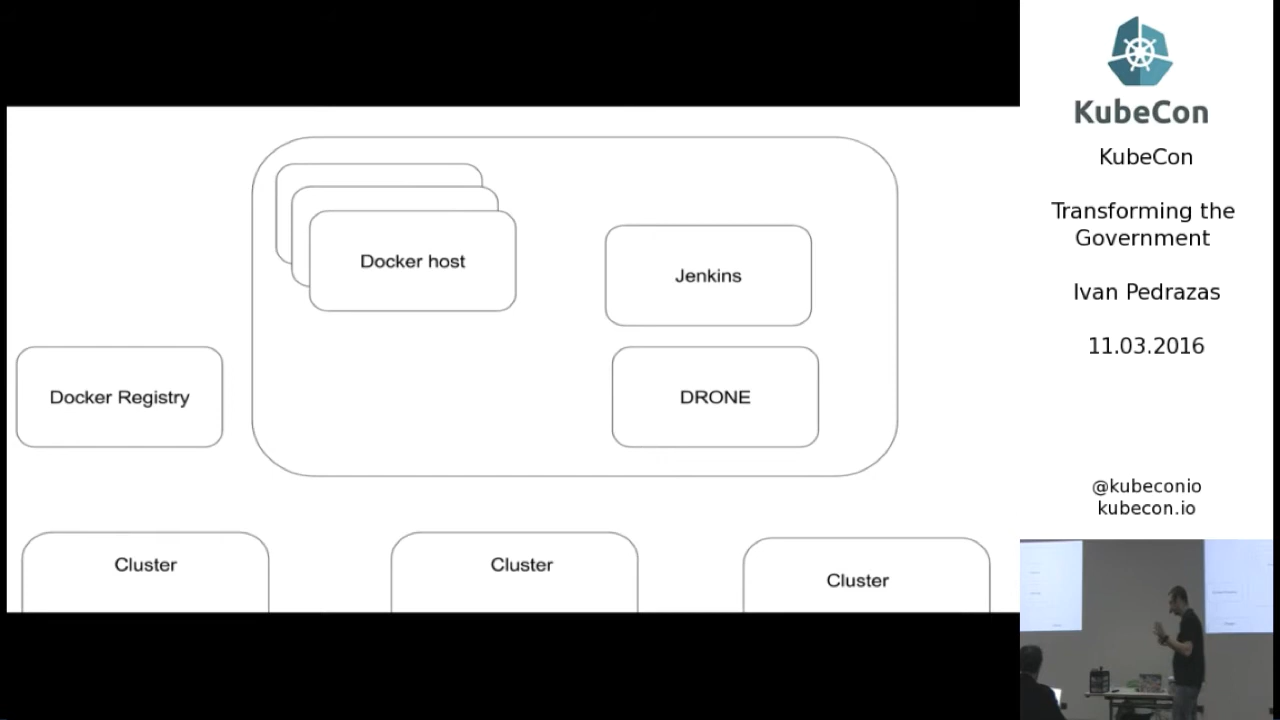 Docker host
Jenkins
Docker Registry
DRONE
Cluster
Cluster
Cluster
KubeCon
KubeCon
Transforming the
Government
Ivan Pedrazas
11.03.2016
@kubeconio
kubecon.io